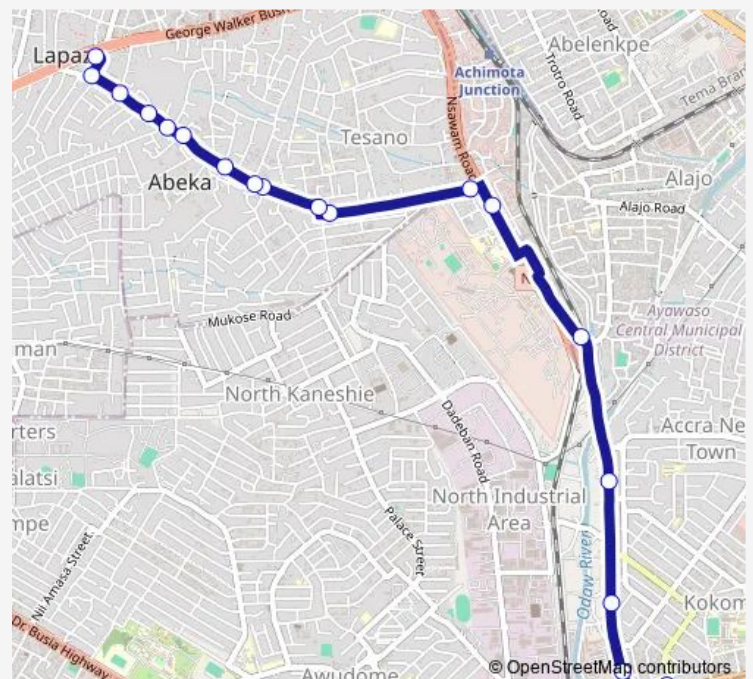 George Walker Bush
Road
Lapaz
Abelenkpe
Achimota
Junction
Trotro Road
Tema Bra
Nsawam Road
Tesano
Abeka
Alajo
Alajo Road
N
Mukose Road
Ayawaso
Central Municipal
District
man
North Kaneshie
Dadeban Road
Accra Ne
Town
rters
alatsi
North Industrial
Area
mpe
Palace Street
Odaw River
Nii Amasa Street
Kokom
Dr. Busia Highway
Awudome
© OpenStreetMap contributors